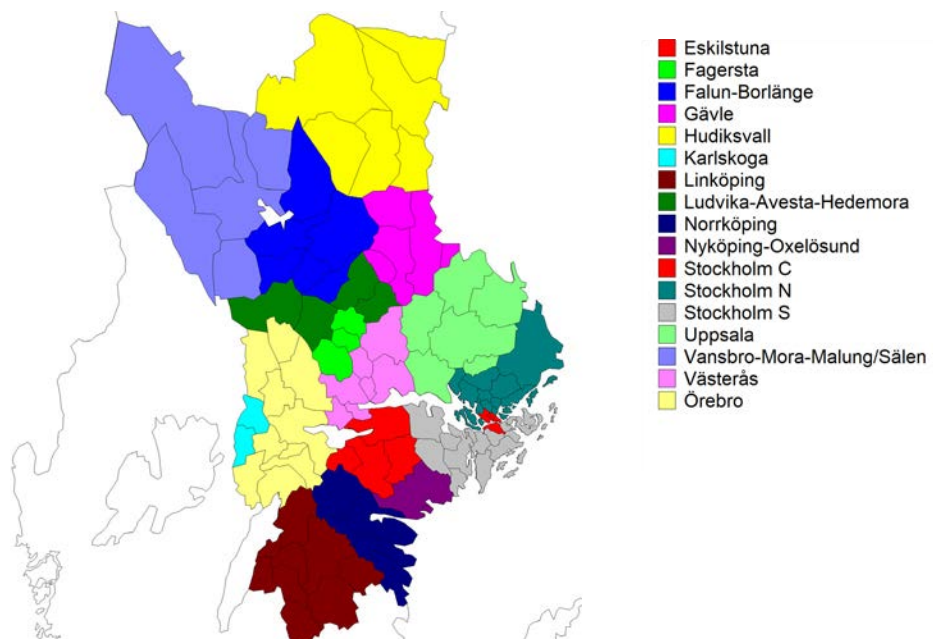 Eskilstuna
Fagersta
Falun-Borlänge
Gävle
Hudiksvall
Karlskoga
Linköping
Ludvika-Avesta-Hedemora
Norrköping
Nyköping-Oxelösund
Stockholm C
Stockholm N
Stockholm S
Uppsala
Vansbro-Mora-Malung/Sälen
Västerås
Örebro